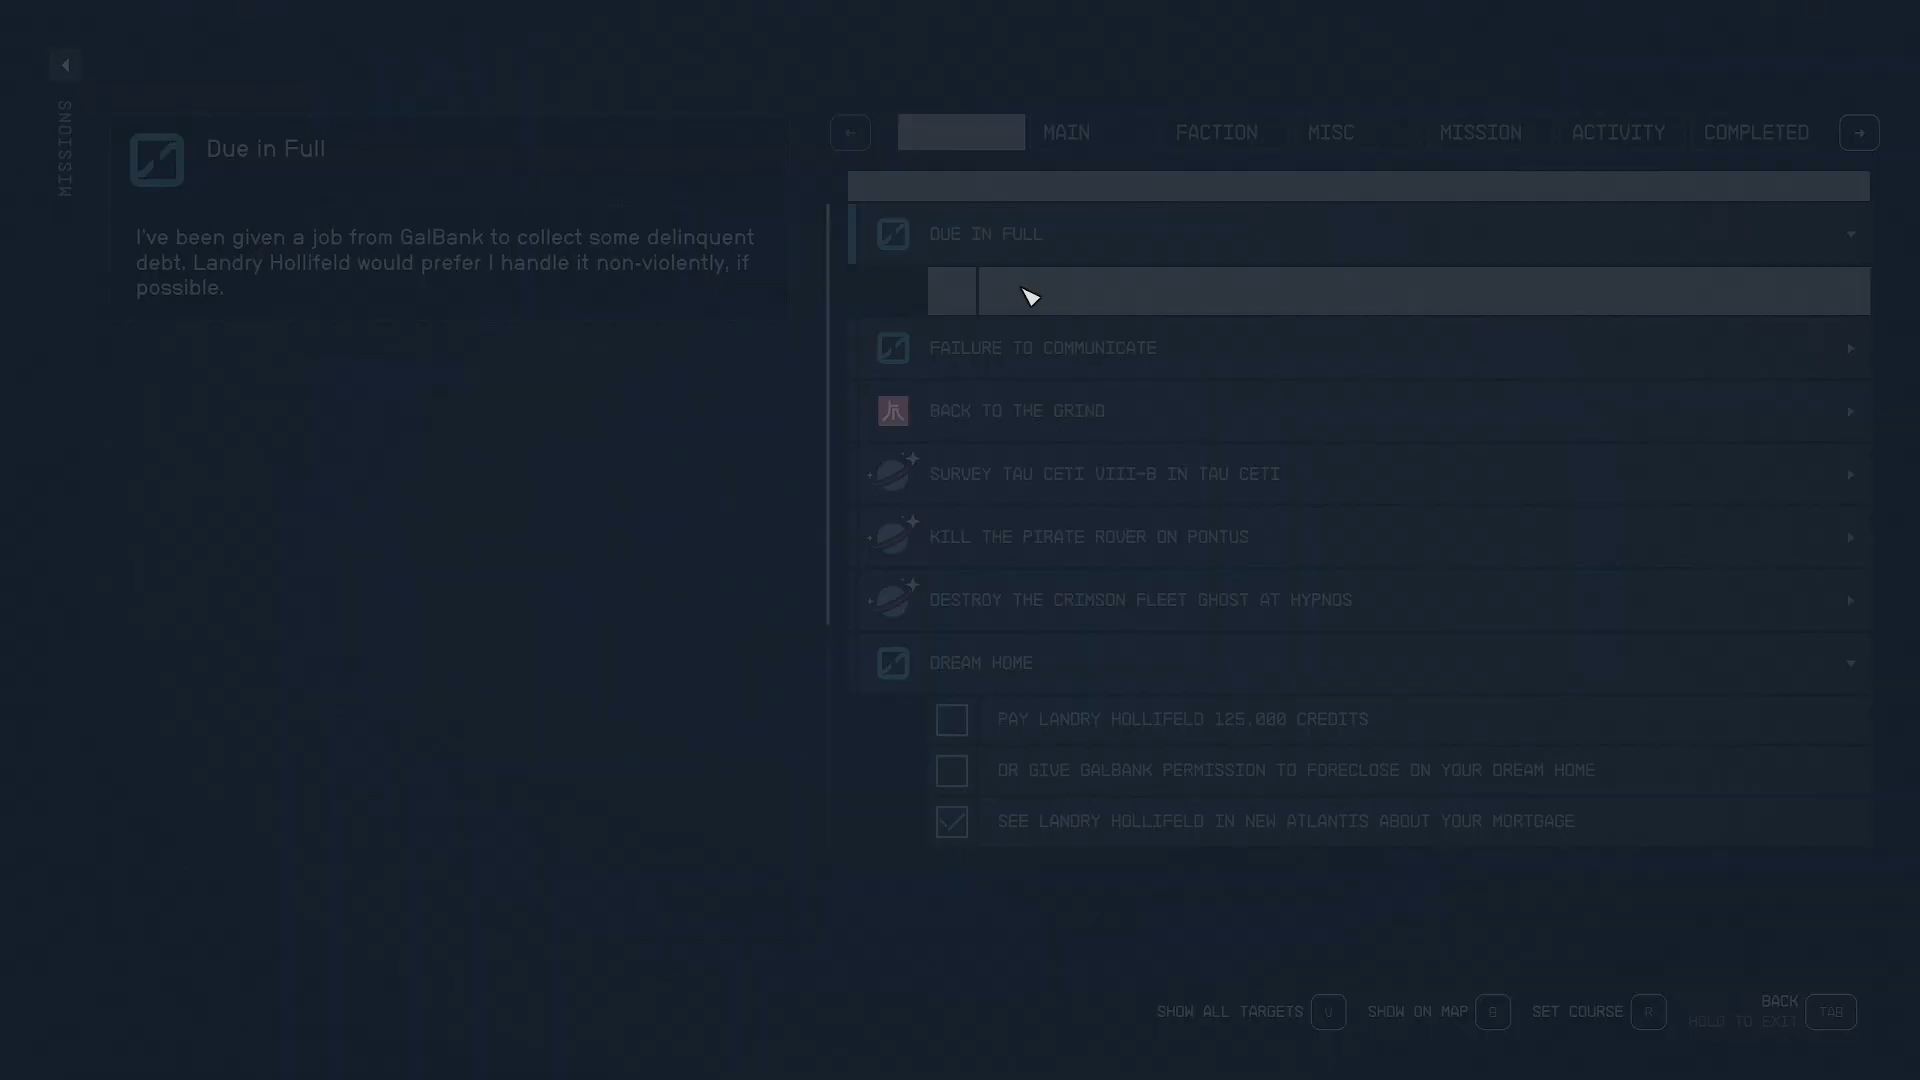 MISSIONS
Due in Full
I've been given a job from GalBank to collect some delinquent
debt. Landry Hollifeld would prefer I handle it non-violently, if
possible.
MAIN
FACTION
MISC
MISSION
ACTIVITY
COMPLETED
DUE IN FULL
FAILURE TO COMMUNICATE
BACK TO THE GRIND
SURVEY TAU CETI VIII-B IN TAU CETI
KILL THE PIRATE ROVER ON PONTUS
DESTROY THE CRIMSON FLEET GHOST AT HYPNOS
DREAM HOME
PAY LANDRY HOLLIFELD 125,000 CREDITS
OR GIVE GALBANK PERMISSION TO FORECLOSE ON YOUR DREAM HOME
SEE LANDRY HOLLIFELD IN NEW ATLANTIS ABOUT YOUR MORTGAGE
SHOW ALL TARGETS V
SHOW ON MAP B
SET COURSE R
BACK
HOLD TO EXIT
TAB